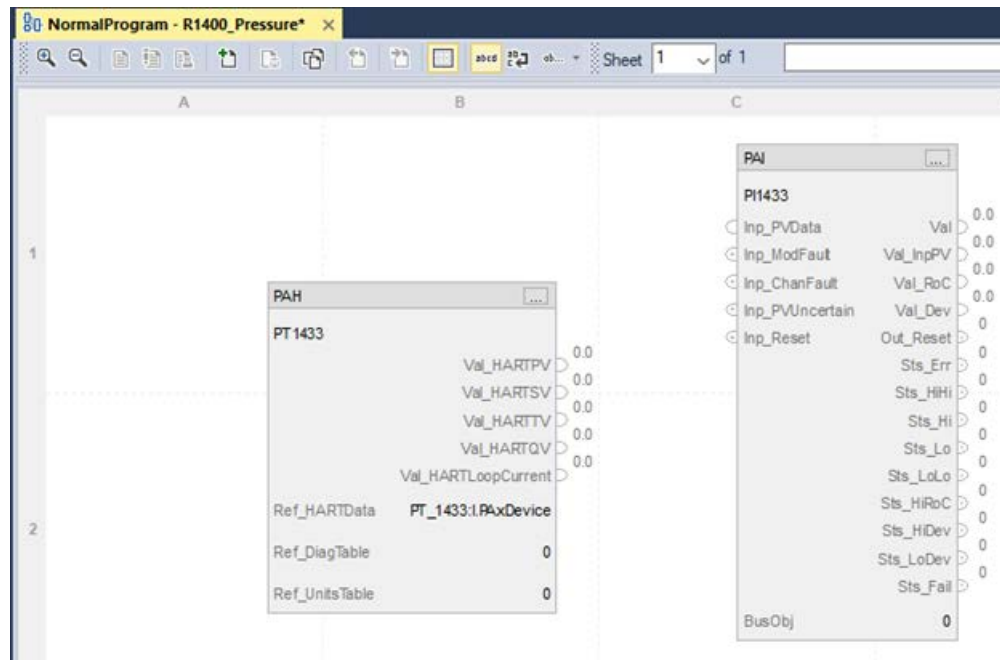 NormalProgram - R1400_Pressure* ×
abcd ab... Sheet 1 of 1
A B C
1
2
PAH ...
PT1433
Val_HARTPV 0.0
Val_HARTSV 0.0
Val_HARTTV 0.0
Val_HARTQV 0.0
Val_HARTLoopCurrent 0.0
Ref_HARTData PT_1433:I.PAxDevice
Ref_DiagTable 0
Ref_UnitsTable 0
PAI ...
PI1433
Inp_PVData Val 0.0
Inp_ModFault Val_InpPV 0.0
Inp_ChanFault Val_RoC 0.0
Inp_PVUncertain Val_Dev 0.0
Inp_Reset Out_Reset 0
Sts_Err 0
Sts_HiHi 0
Sts_Hi 0
Sts_Lo 0
Sts_LoLo 0
Sts_HiRoC 0
Sts_HiDev 0
Sts_LoDev 0
Sts_Fail 0
BusObj 0